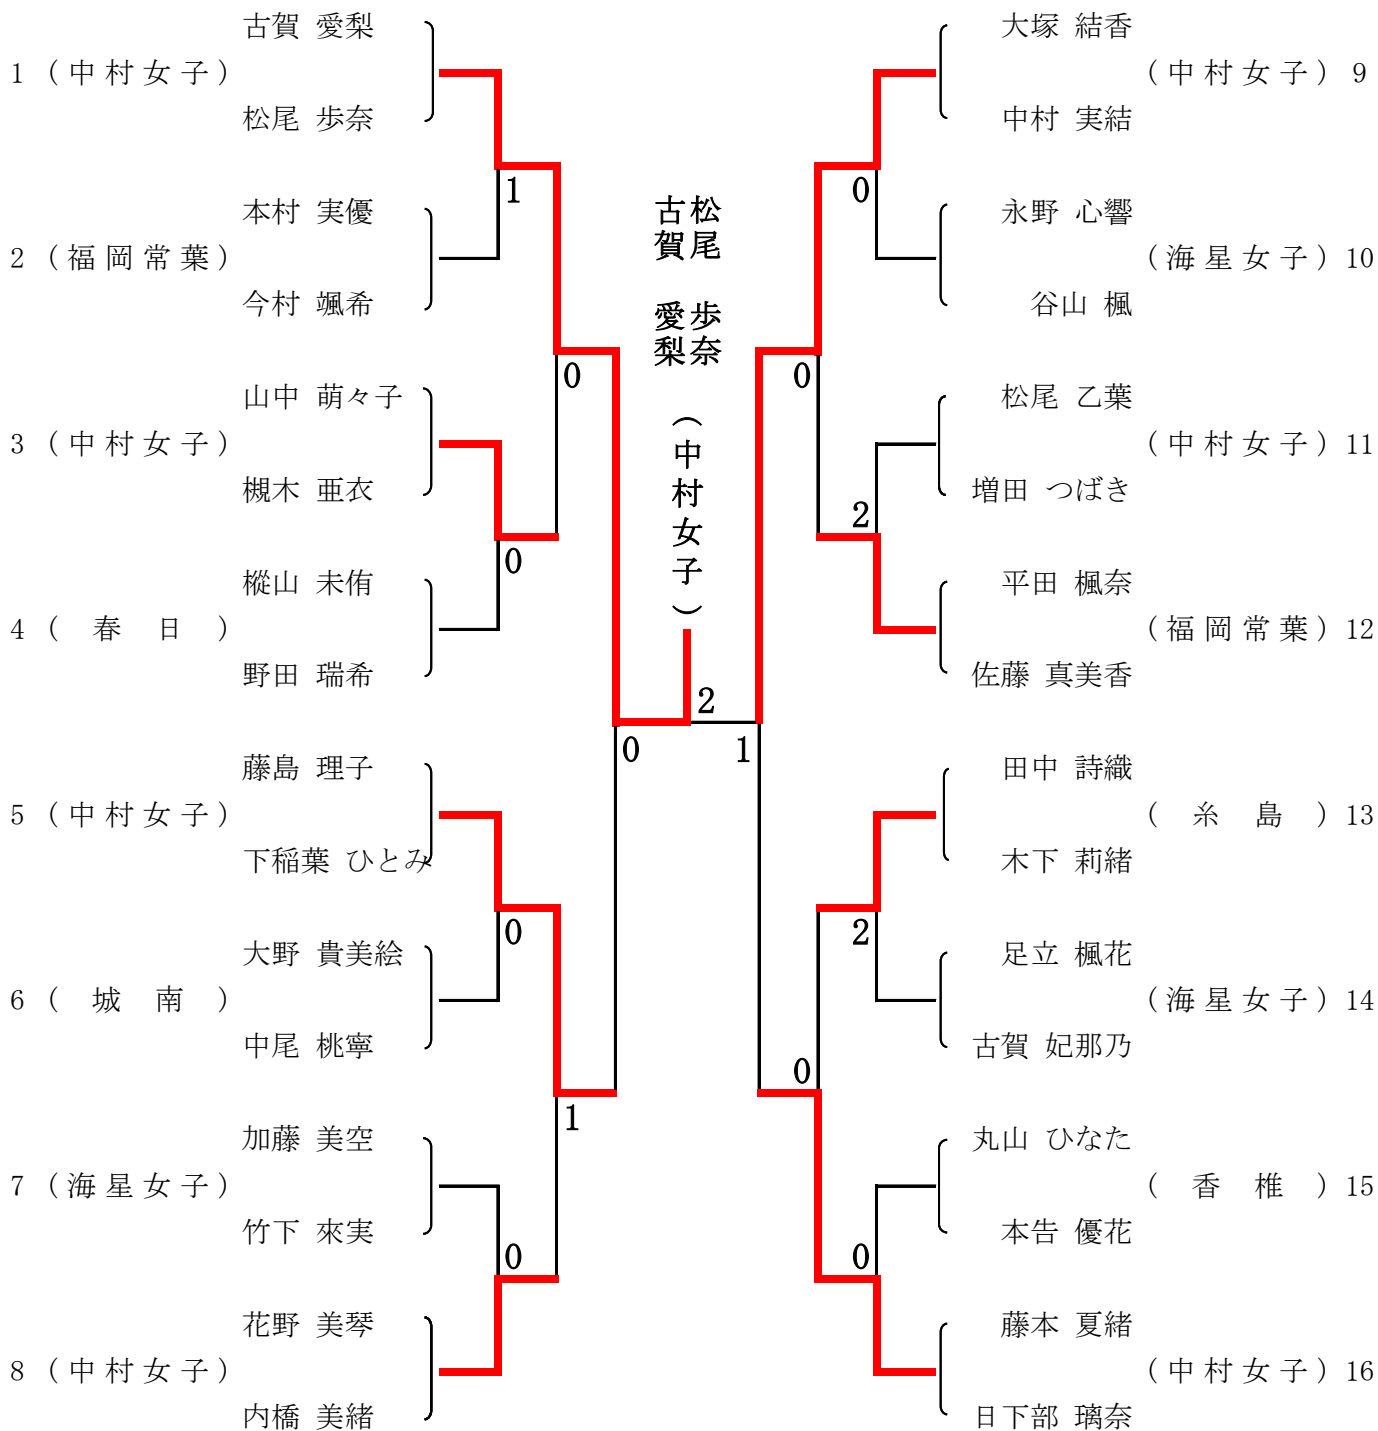 古賀 愛梨
1 (中村女子)
松尾 歩奈
1
本村 実優
2 (福岡常葉)
今村 颯希
0
山中 萌々子
3 (中村女子)
槻木 亜衣
0
樅山 未侑
4 ( 春 日 )
野田 瑞希
0
藤島 理子
5 (中村女子)
下稲葉 ひとみ
0
大野 貴美絵
6 ( 城 南 )
中尾 桃寧
1
加藤 美空
7 (海星女子)
竹下 來実
0
花野 美琴
8 (中村女子)
内橋 美緒
松尾 歩奈
古賀 愛梨
(中村女子)
2
大塚 結香
(中村女子) 9
中村 実結
0
永野 心響
(海星女子) 10
谷山 楓
0
松尾 乙葉
(中村女子) 11
増田 つばき
2
平田 楓奈
(福岡常葉) 12
佐藤 真美香
1
田中 詩織
( 糸 島 ) 13
木下 莉緒
2
足立 楓花
(海星女子) 14
古賀 妃那乃
0
丸山 ひなた
( 香 椎 ) 15
本告 優花
0
藤本 夏緒
(中村女子) 16
日下部 璃奈